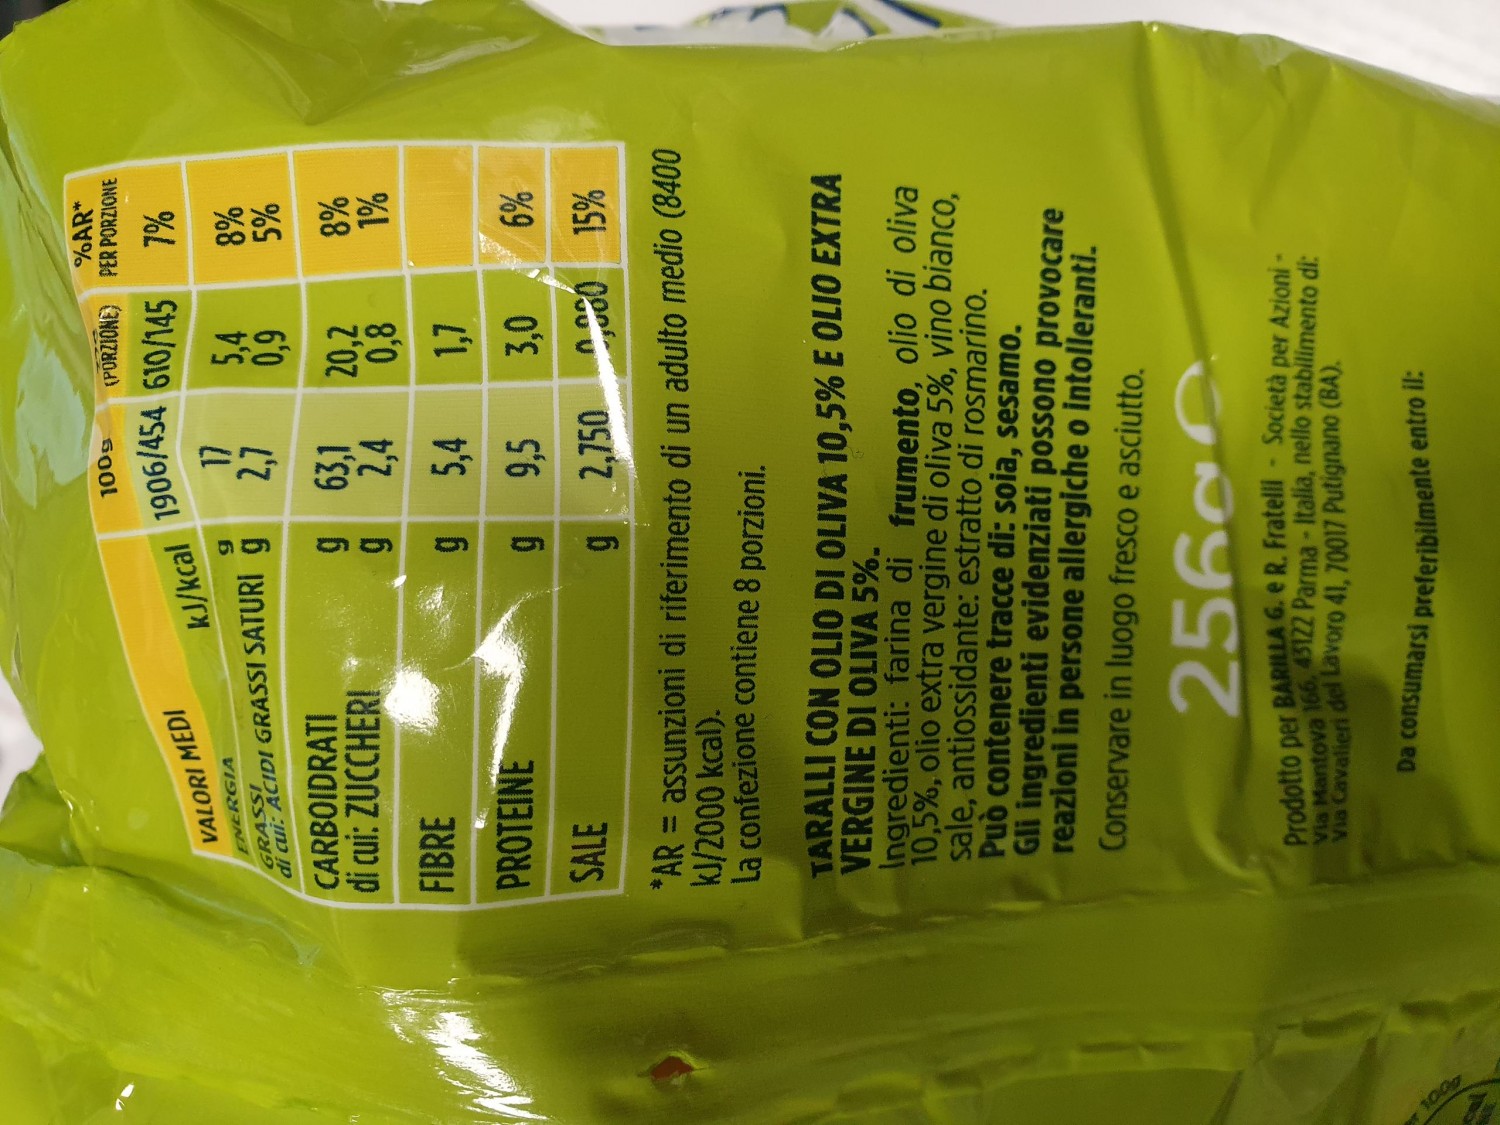 VALORI MEDI 100g (PORZIONE) %AR* PER PORZIONE
ENERGIA kJ/kcal 1906/454 610/145 7%
GRASSI g 17 5,4 8%
di cui: ACIDI GRASSI SATURI g 2,7 0,9 5%
CARBOIDRATI g 63,1 20,2 8%
di cui: ZUCCHERI g 2,4 0,8 1%
FIBRE g 5,4 1,7
PROTEINE g 9,5 3,0 6%
SALE g 2,750 0,880 15%
*AR = assunzioni di riferimento di un adulto medio (8400
kJ/2000 kcal).
La confezione contiene 8 porzioni.
TARALLI CON OLIO DI OLIVA 10,5% E OLIO EXTRA
VERGINE DI OLIVA 5%.
Ingredienti: farina di frumento, olio di oliva
10,5%, olio extra vergine di oliva 5%, vino bianco,
sale, antiossidante: estratto di rosmarino.
Può contenere tracce di: soia, sesamo.
Gli ingredienti evidenziati possono provocare
reazioni in persone allergiche o intolleranti.
Conservare in luogo fresco e asciutto.
256g
Prodotto per BARILLA G. e R. Fratelli - Società per Azioni -
Via Mantova 166, 43122 Parma - Italia, nello stabilimento di:
Via Cavalieri del Lavoro 41, 70017 Putignano (BA).
Da consumarsi preferibilmente entro il:
100g